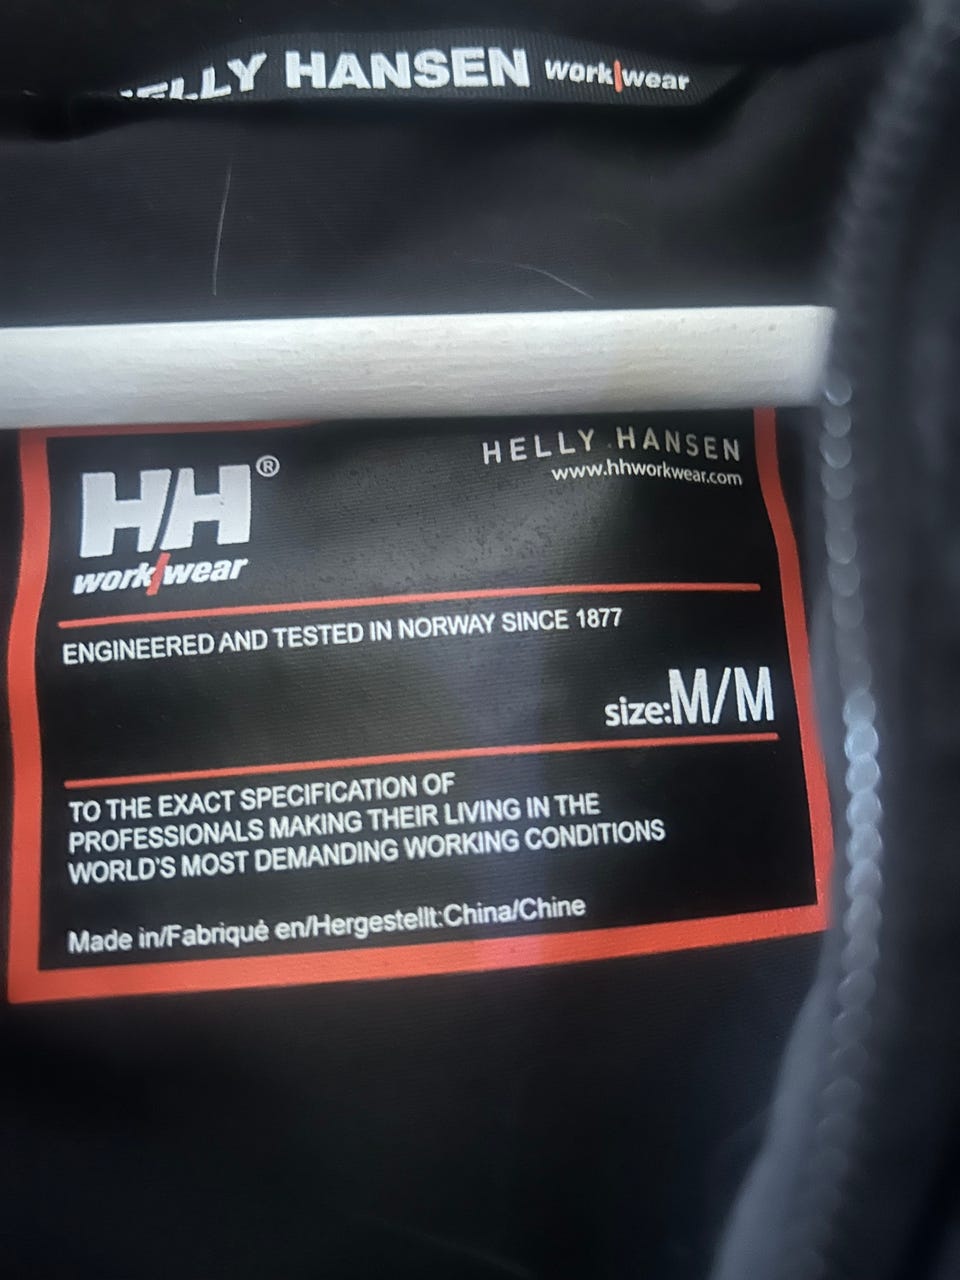 HELLY HANSEN work/wear
HH®
work/wear
HELLY HANSEN
www.hhworkwear.com
ENGINEERED AND TESTED IN NORWAY SINCE 1877
size:M/M
TO THE EXACT SPECIFICATION OF
PROFESSIONALS MAKING THEIR LIVING IN THE
WORLD'S MOST DEMANDING WORKING CONDITIONS
Made in/Fabriqué en/Hergestellt:China/Chine